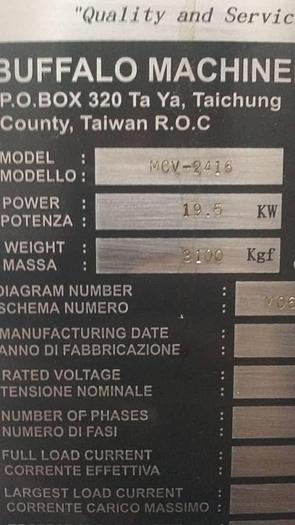 "Quality and Servic
BUFFALO MACHINE
P.O.BOX 320 Ta Ya, Taichung
County, Taiwan R.O.C
MODEL :
MODELLO : MCV-2416
POWER :
POTENZA : 19.5 KW
WEIGHT :
MASSA : 3100 Kgf
DIAGRAM NUMBER :
SCHEMA NUMERO :
MANUFACTURING DATE :
ANNO DI FABBRICAZIONE :
RATED VOLTAGE :
TENSIONE NOMINALE :
NUMBER OF PHASES :
NUMERO DI FASI :
FULL LOAD CURRENT :
CORRENTE EFFETTIVA :
LARGEST LOAD CURRENT :
CORRENTE CARICO MASSIMO :